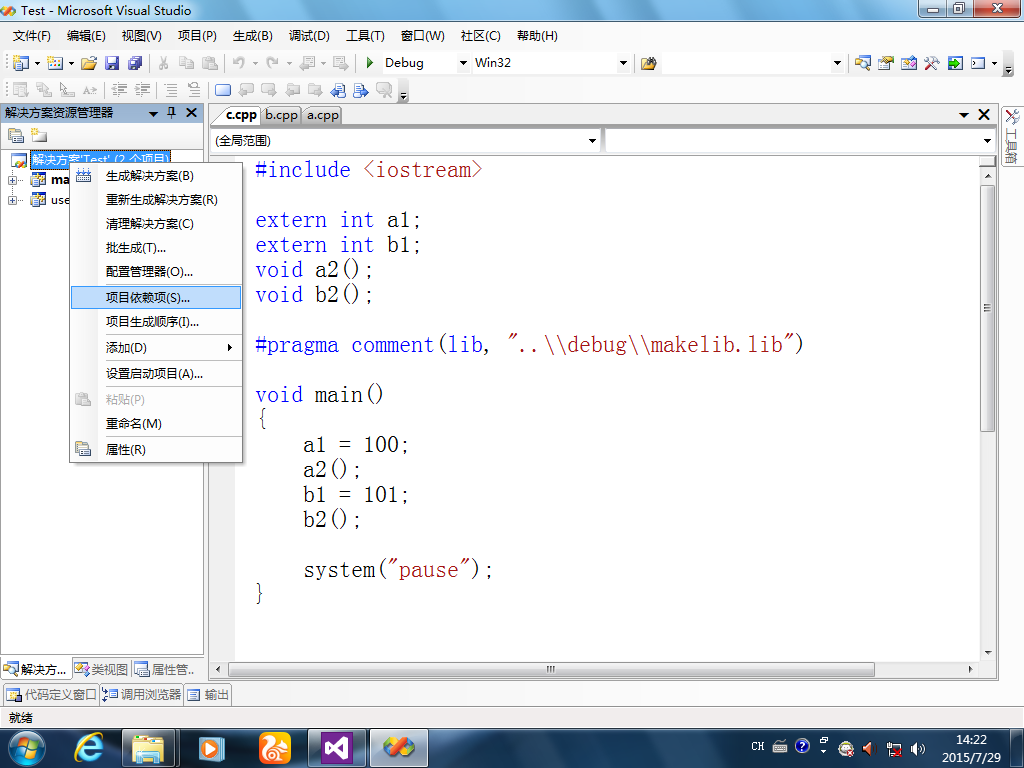 Test - Microsoft Visual Studio
文件(F) 编辑(E) 视图(V) 项目(P) 生成(B) 调试(D) 工具(T) 窗口(W) 社区(C) 帮助(H)
Debug Win32
解决方案资源管理器
c.cpp b.cpp a.cpp
(全局范围)
解决方案'Test' (2 个项目)
ma
use
生成解决方案(B)
重新生成解决方案(R)
清理解决方案(C)
批生成(T)...
配置管理器(O)...
项目依赖项(S)...
项目生成顺序(I)...
添加(D)
设置启动项目(A)...
粘贴(P)
重命名(M)
属性(R)
#include <iostream>
extern int a1;
extern int b1;
void a2();
void b2();
#pragma comment(lib, "..\\debug\\makelib.lib")
void main()
{
a1 = 100;
a2();
b1 = 101;
b2();
system("pause");
}
工具箱
解决方... 类视图 属性管...
代码定义窗口 调用浏览器 输出
就绪
CH
14:22
2015/7/29